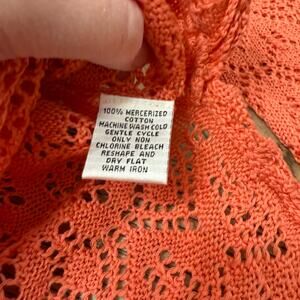 100% MERCERIZED
COTTON
MACHINE WASH COLD
GENTLE CYCLE
ONLY NON
CHLORINE BLEACH
RESHAPE AND
DRY FLAT
WARM IRON